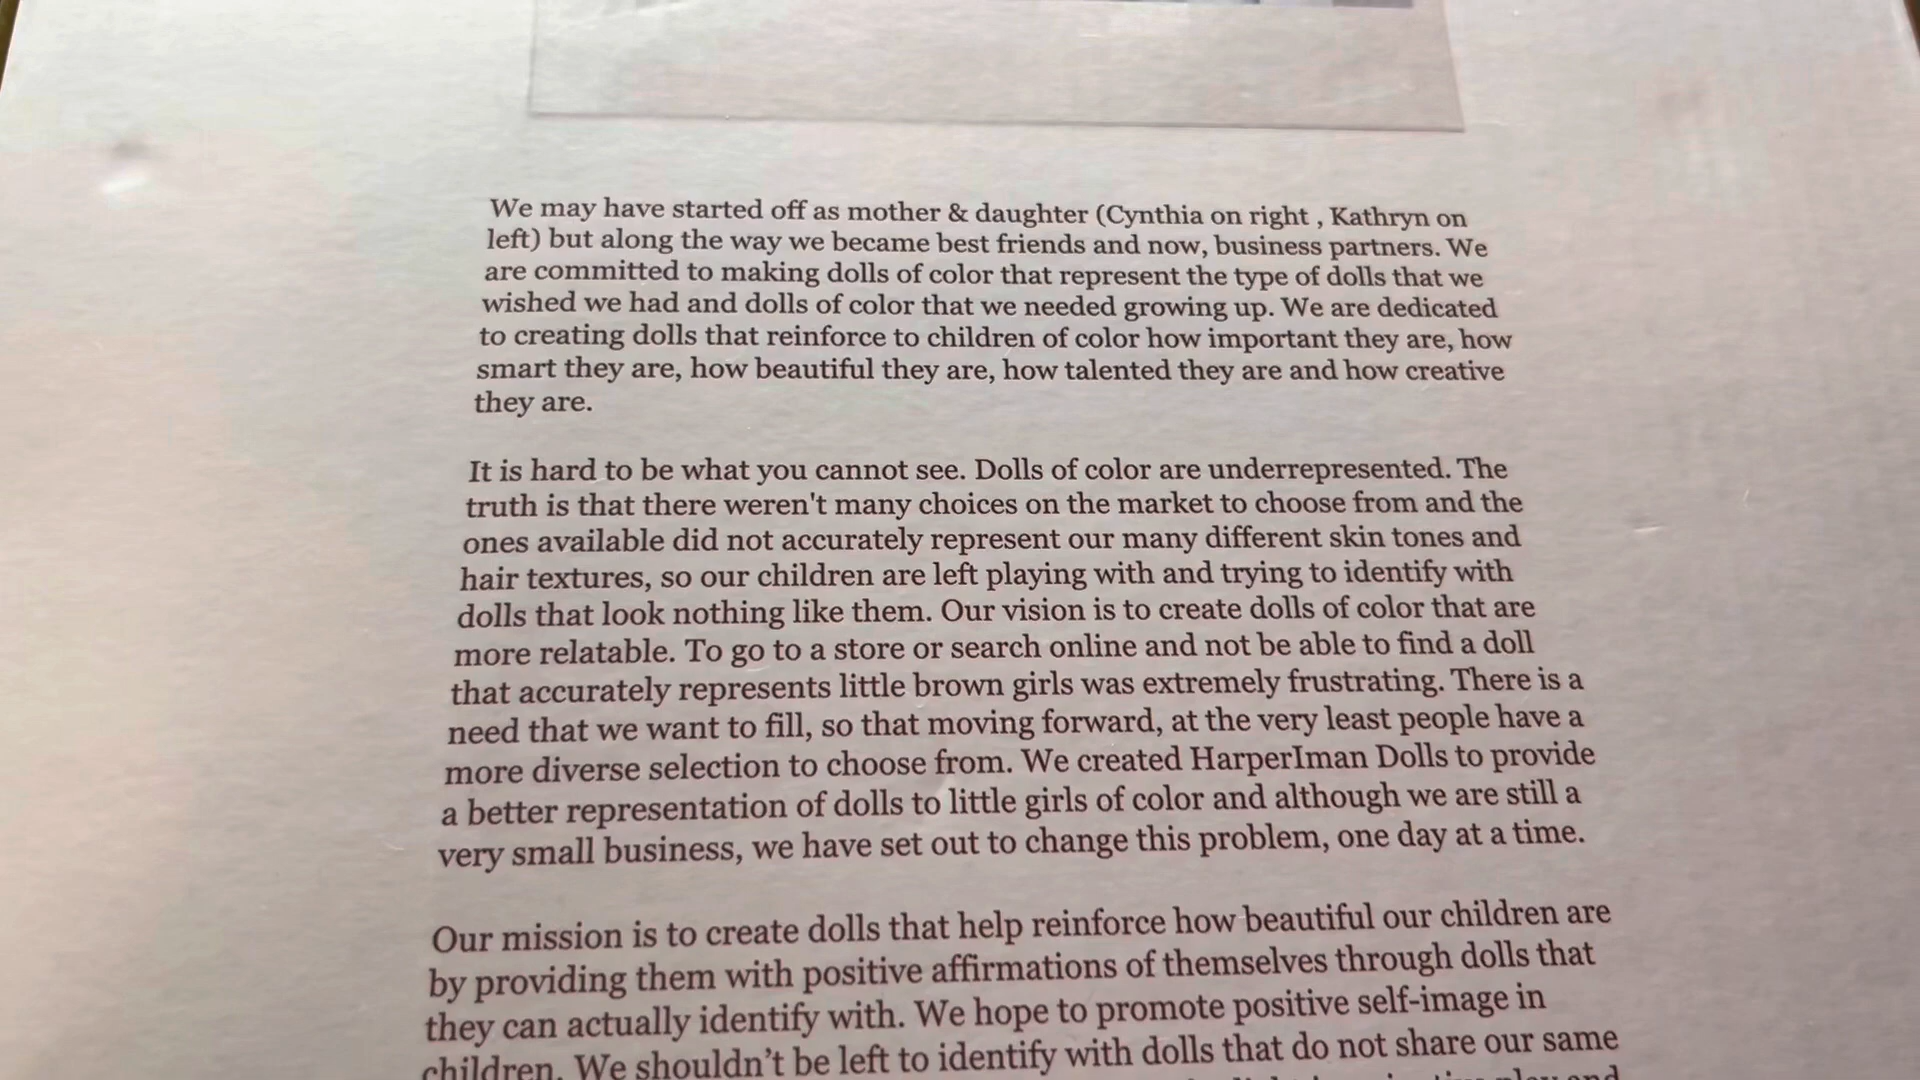 We may have started off as mother & daughter (Cynthia on right , Kathryn on
left) but along the way we became best friends and now, business partners. We
are committed to making dolls of color that represent the type of dolls that we
wished we had and dolls of color that we needed growing up. We are dedicated
to creating dolls that reinforce to children of color how important they are, how
smart they are, how beautiful they are, how talented they are and how creative
they are.
It is hard to be what you cannot see. Dolls of color are underrepresented. The
truth is that there weren't many choices on the market to choose from and the
ones available did not accurately represent our many different skin tones and
hair textures, so our children are left playing with and trying to identify with
dolls that look nothing like them. Our vision is to create dolls of color that are
more relatable. To go to a store or search online and not be able to find a doll
that accurately represents little brown girls was extremely frustrating. There is a
need that we want to fill, so that moving forward, at the very least people have a
more diverse selection to choose from. We created HarperIman Dolls to provide
a better representation of dolls to little girls of color and although we are still a
very small business, we have set out to change this problem, one day at a time.
Our mission is to create dolls that help reinforce how beautiful our children are
by providing them with positive affirmations of themselves through dolls that
they can actually identify with. We hope to promote positive self-image in
children. We shouldn’t be left to identify with dolls that do not share our same
play and